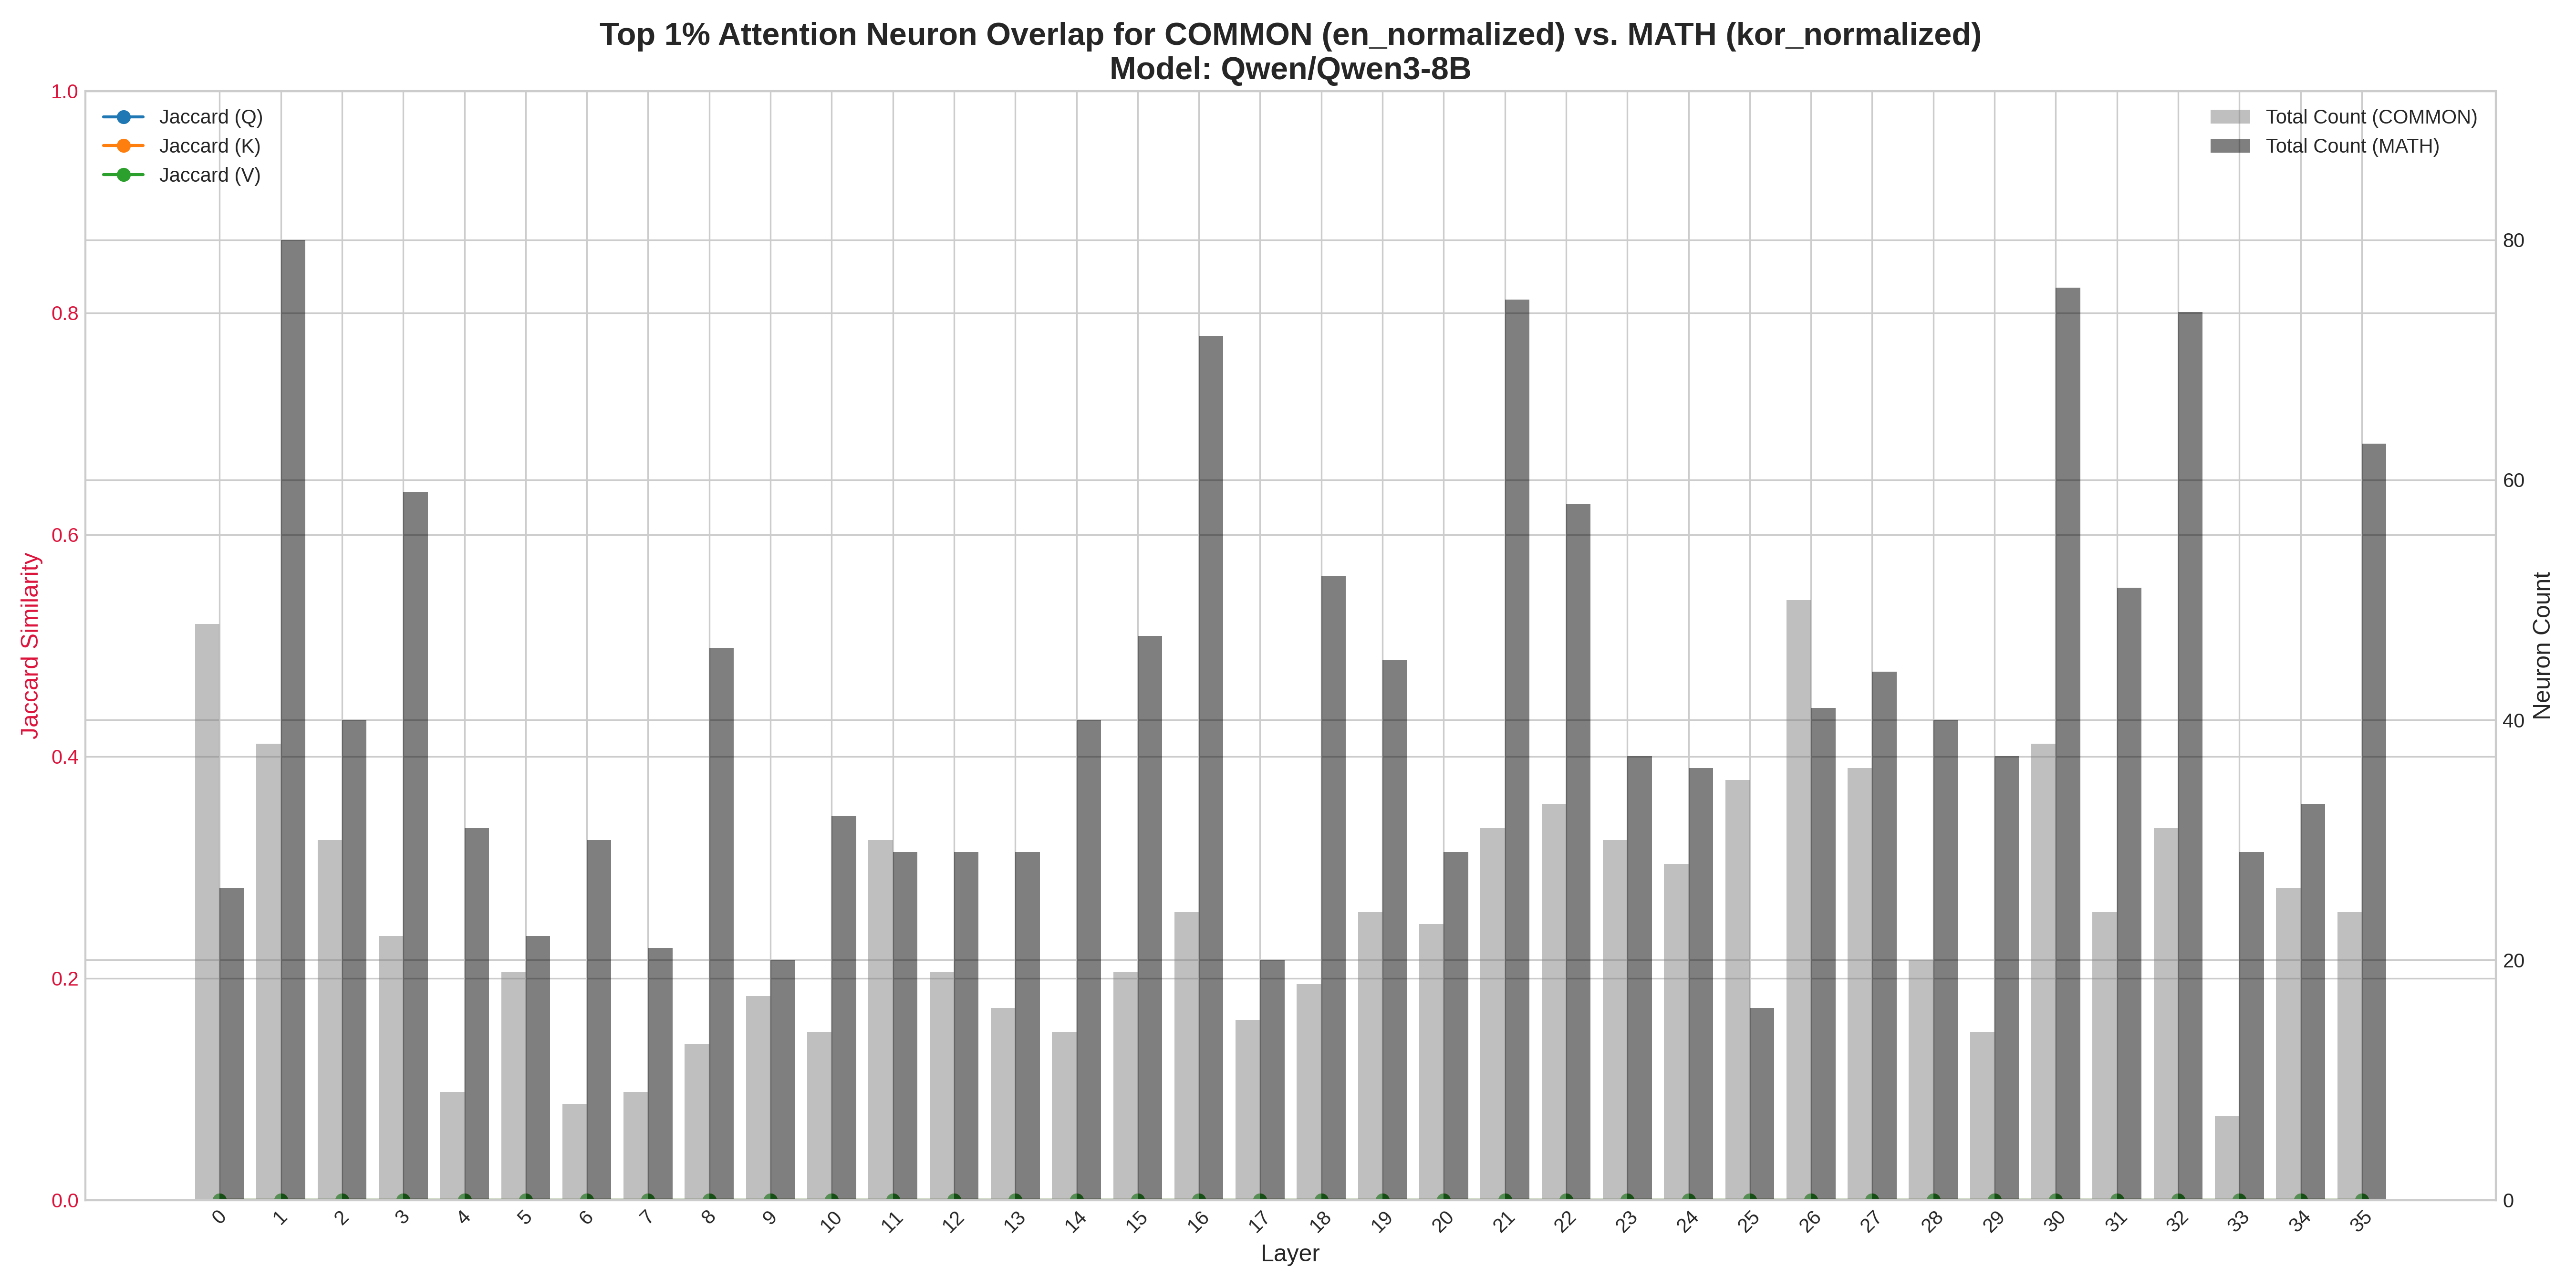 Top 1% Attention Neuron Overlap for COMMON (en_normalized) vs. MATH (kor_normalized)
Model: Qwen/Qwen3-8B
Jaccard (Q)
Jaccard (K)
Jaccard (V)
Total Count (COMMON)
Total Count (MATH)
Jaccard Similarity
1.0
0.8
0.6
0.4
0.2
0.0
Neuron Count
80
60
40
20
0
0 1 2 3 4 5 6 7 8 9 10 11 12 13 14 15 16 17 18 19 20 21 22 23 24 25 26 27 28 29 30 31 32 33 34 35
Layer